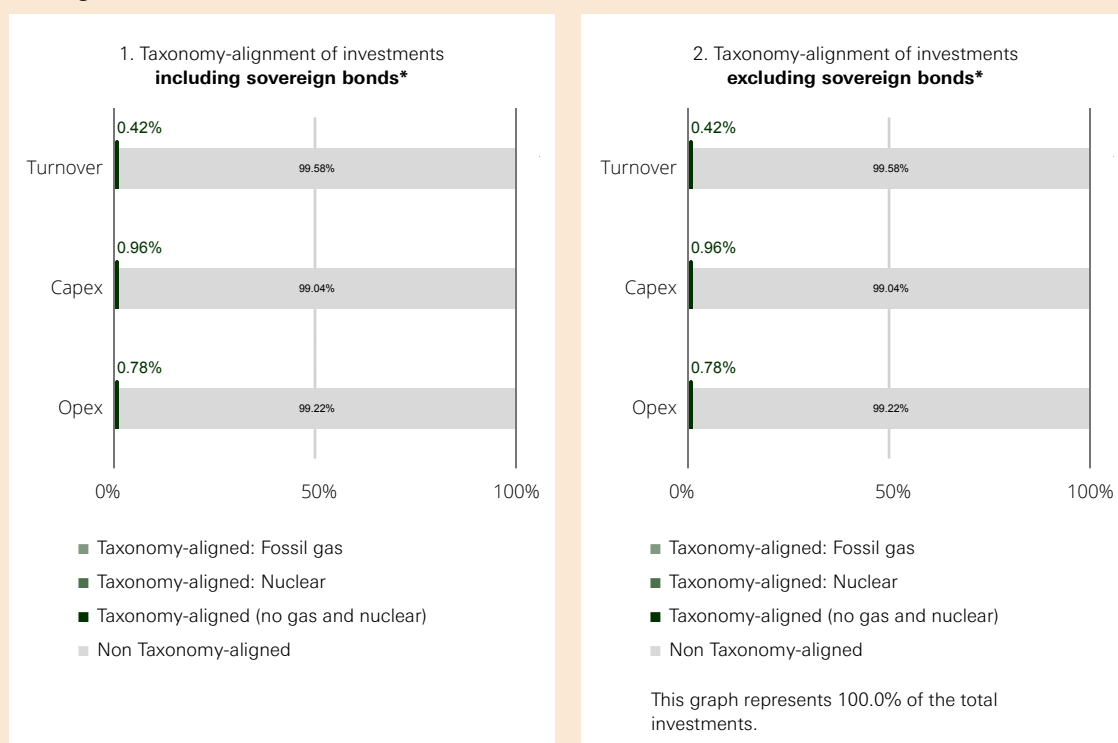 1. Taxonomy-alignment of investments
including sovereign bonds*
0.42%
Turnover
99.58%
0.96%
Capex
99.04%
0.78%
Opex
99.22%
0%
50%
100%
Taxonomy-aligned: Fossil gas
Taxonomy-aligned: Nuclear
Taxonomy-aligned (no gas and nuclear)
Non Taxonomy-aligned
2. Taxonomy-alignment of investments
excluding sovereign bonds*
0.42%
Turnover
99.58%
0.96%
Capex
99.04%
0.78%
Opex
99.22%
0%
50%
100%
Taxonomy-aligned: Fossil gas
Taxonomy-aligned: Nuclear
Taxonomy-aligned (no gas and nuclear)
Non Taxonomy-aligned
This graph represents 100.0% of the total
investments.